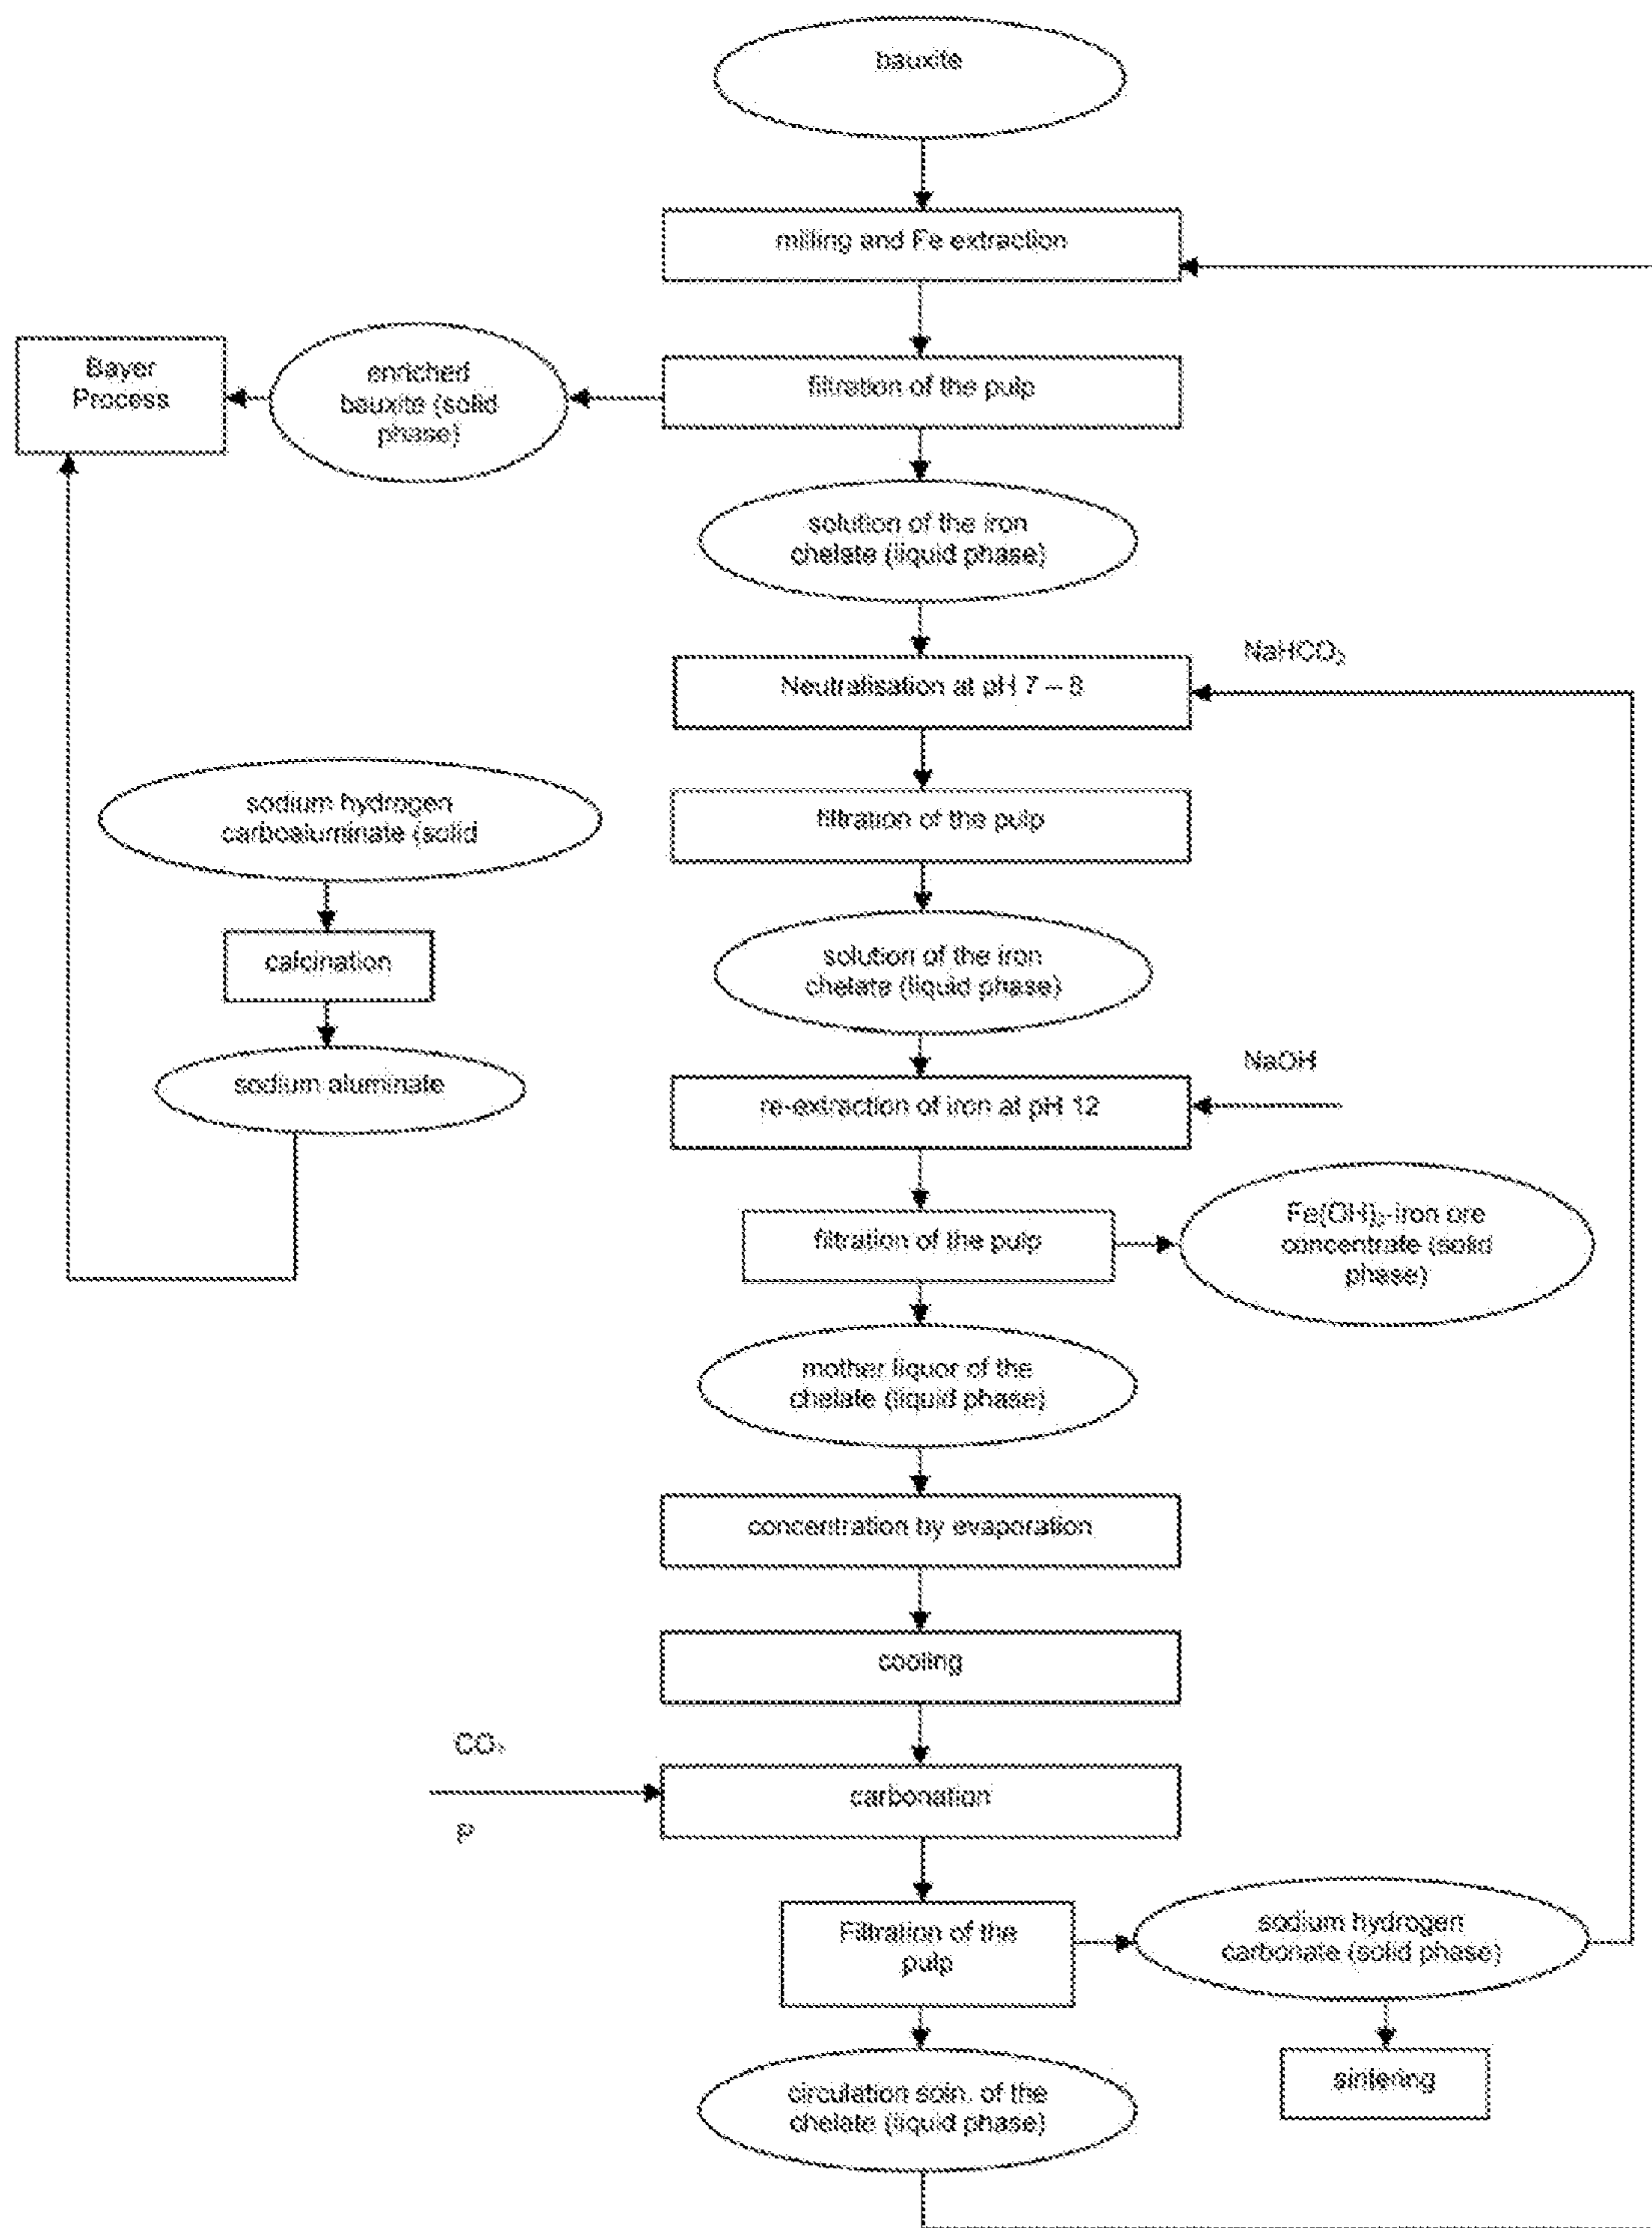 bauxite
milling and Fe extraction
Bayer
Process
enriched
bauxite (solid
phase)
filtration of the pulp
solution of the iron
chelate (liquid phase)
NaHCO₃
Neutralisation at pH 7 – 8
filtration of the pulp
sodium hydrogen
carboaluminate (solid
calcination
sodium aluminate
solution of the iron
chelate (liquid phase)
NaOH
re-extraction of iron at pH 12
filtration of the pulp
Fe(OH)₃-iron ore
concentrate (solid
phase)
mother liquor of the
chelate (liquid phase)
concentration by evaporation
cooling
CO₂
P
carbonation
Filtration of the
pulp
sodium hydrogen
carbonate (solid phase)
sintering
circulation soln. of the
chelate (liquid phase)